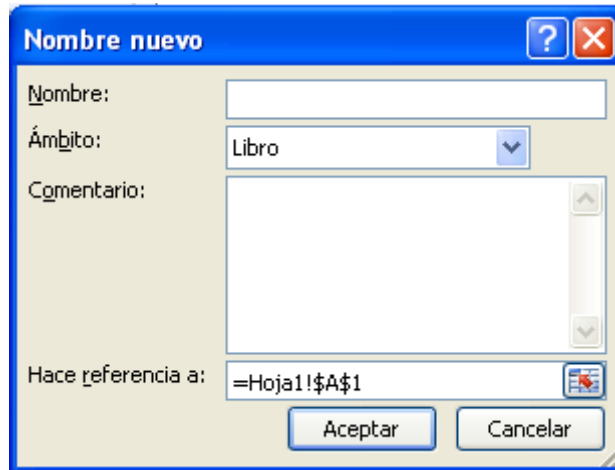 Nombre nuevo
Nombre:
Ámbito: Libro
Comentario:
Hace referencia a: =Hoja1!$A$1
Aceptar Cancelar